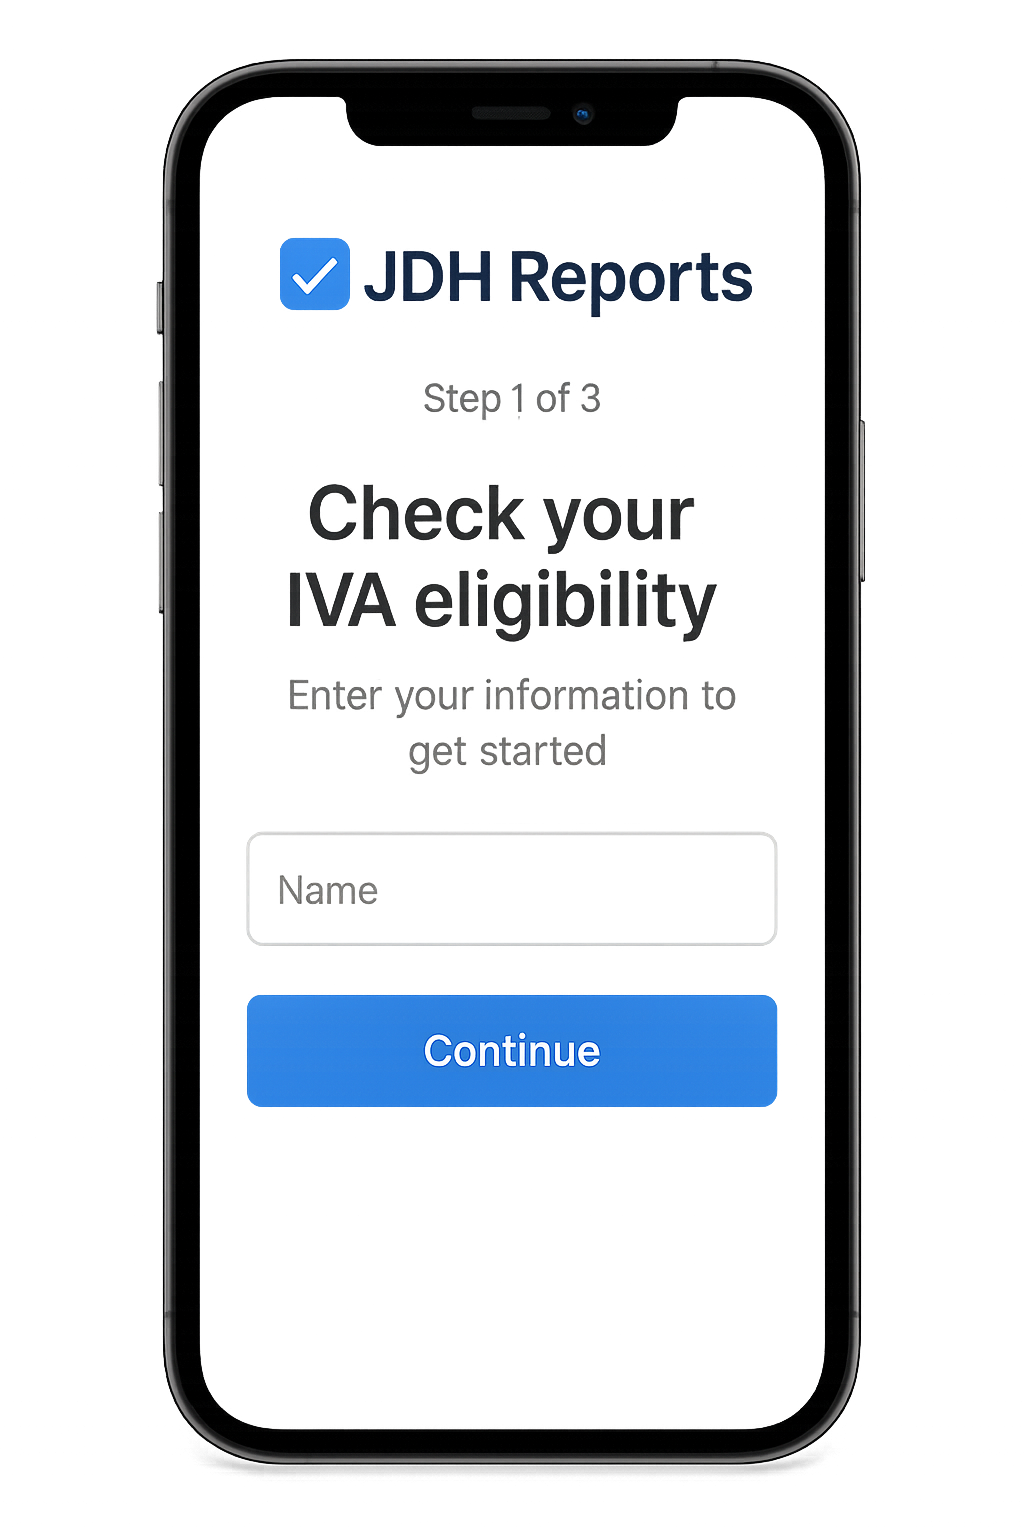 JDH Reports
Step 1 of 3
Check your
IVA eligibility
Enter your information to
get started
Name
Continue